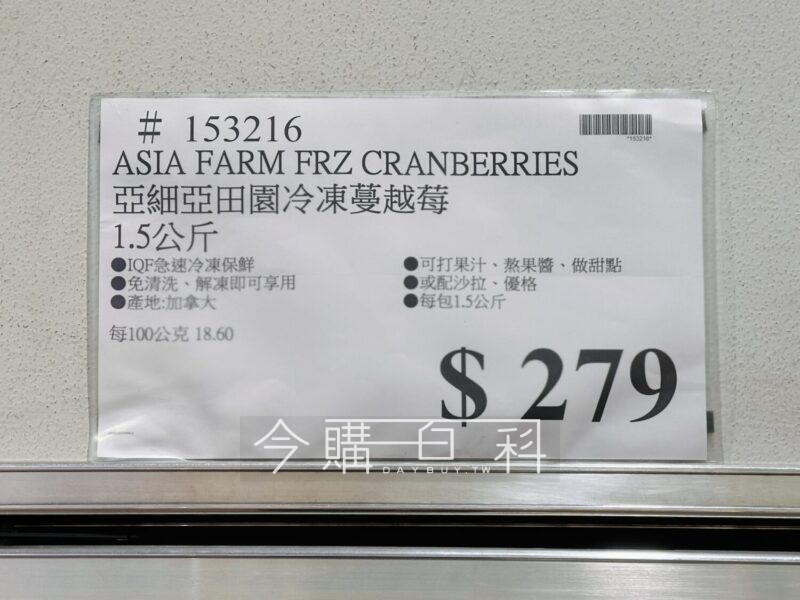 # 153216
*153216*
ASIA FARM FRZ CRANBERRIES
亞細亞田園冷凍蔓越莓
1.5公斤
●IQF急速冷凍保鮮
●免清洗、解凍即可享用
●產地:加拿大
●可打果汁、熬果醬、做甜點
●或配沙拉、優格
●每包1.5公斤
每100公克 18.60
$ 279
今購百科
DAYBUY.TW